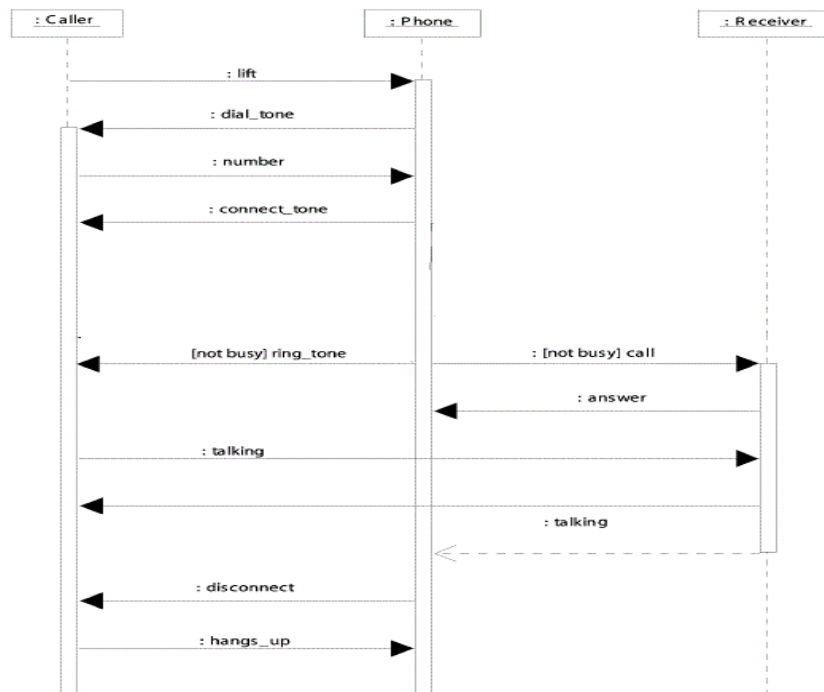 : Caller
: Phone
: Receiver
: lift
: dial_tone
: number
: connect_tone
[not busy] ring_tone
: [not busy] call
: answer
: talking
: talking
: disconnect
: hangs_up